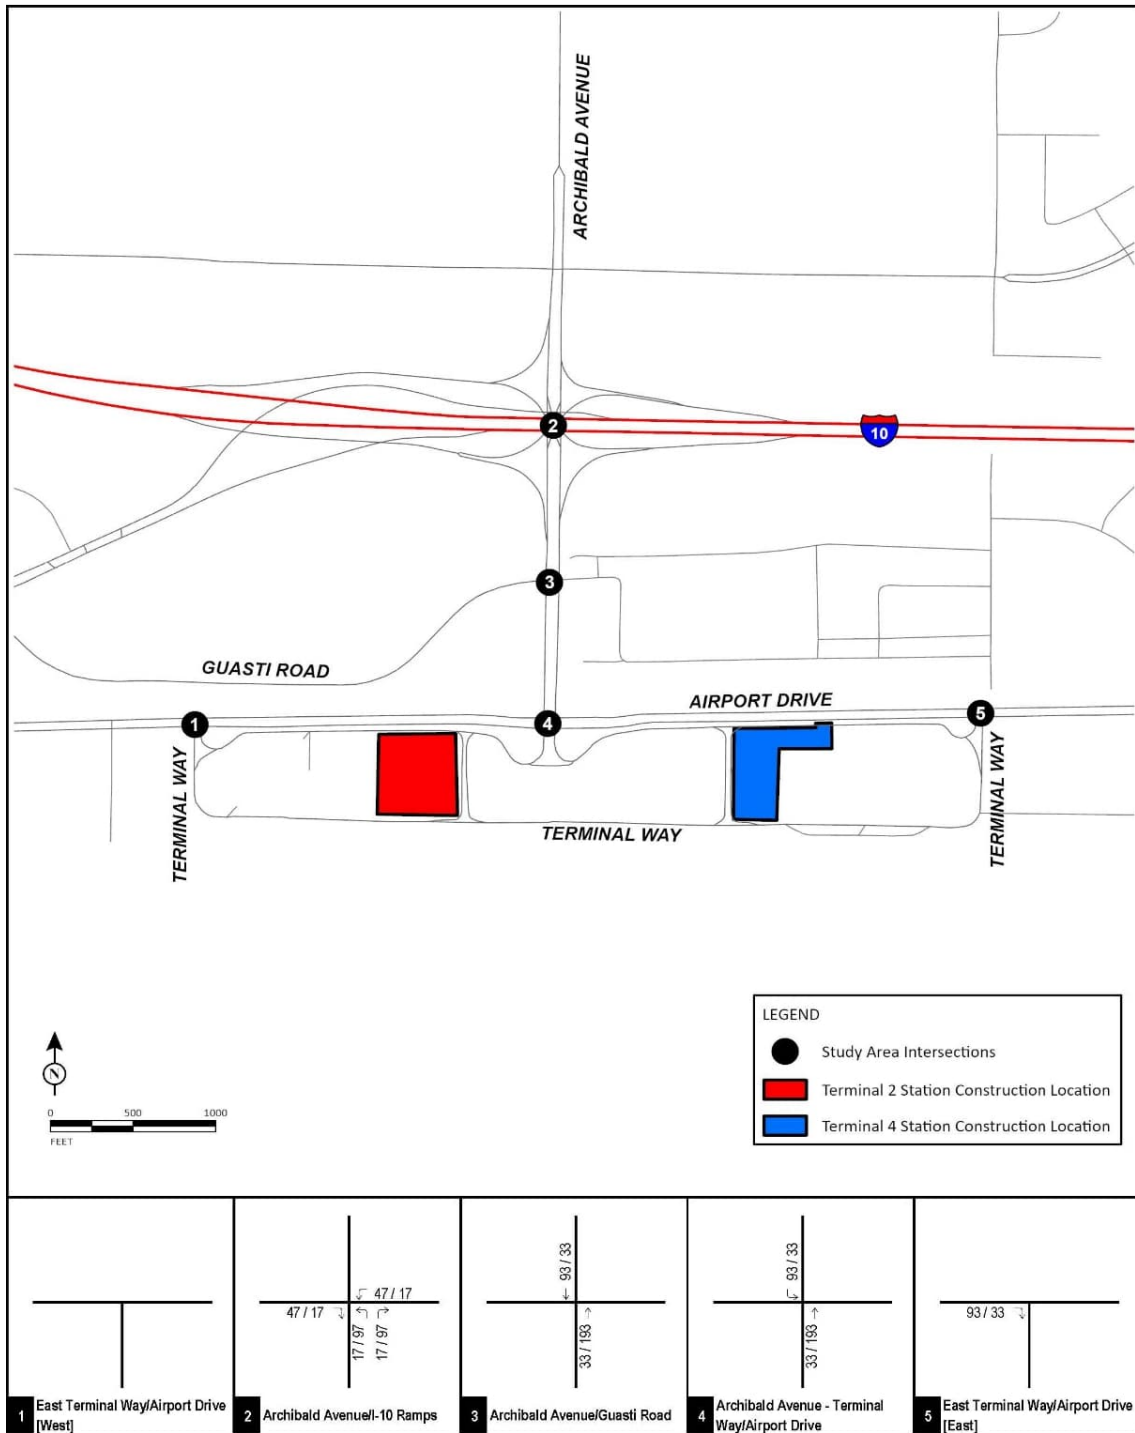 ARCHIBALD AVENUE
2
10
3
GUASTI ROAD
AIRPORT DRIVE
1
4
5
TERMINAL WAY
TERMINAL WAY
TERMINAL WAY
LEGEND
Study Area Intersections
Terminal 2 Station Construction Location
Terminal 4 Station Construction Location
N
0 500 1000
FEET
1 East Terminal Way/Airport Drive
[West]
47 / 17
47 / 17
17 / 97
17 / 97
2 Archibald Avenue/I-10 Ramps
93 / 33
33 / 193
3 Archibald Avenue/Guasti Road
93 / 33
33 / 193
4 Archibald Avenue - Terminal
Way/Airport Drive
93 / 33
5 East Terminal Way/Airport Drive
[East]